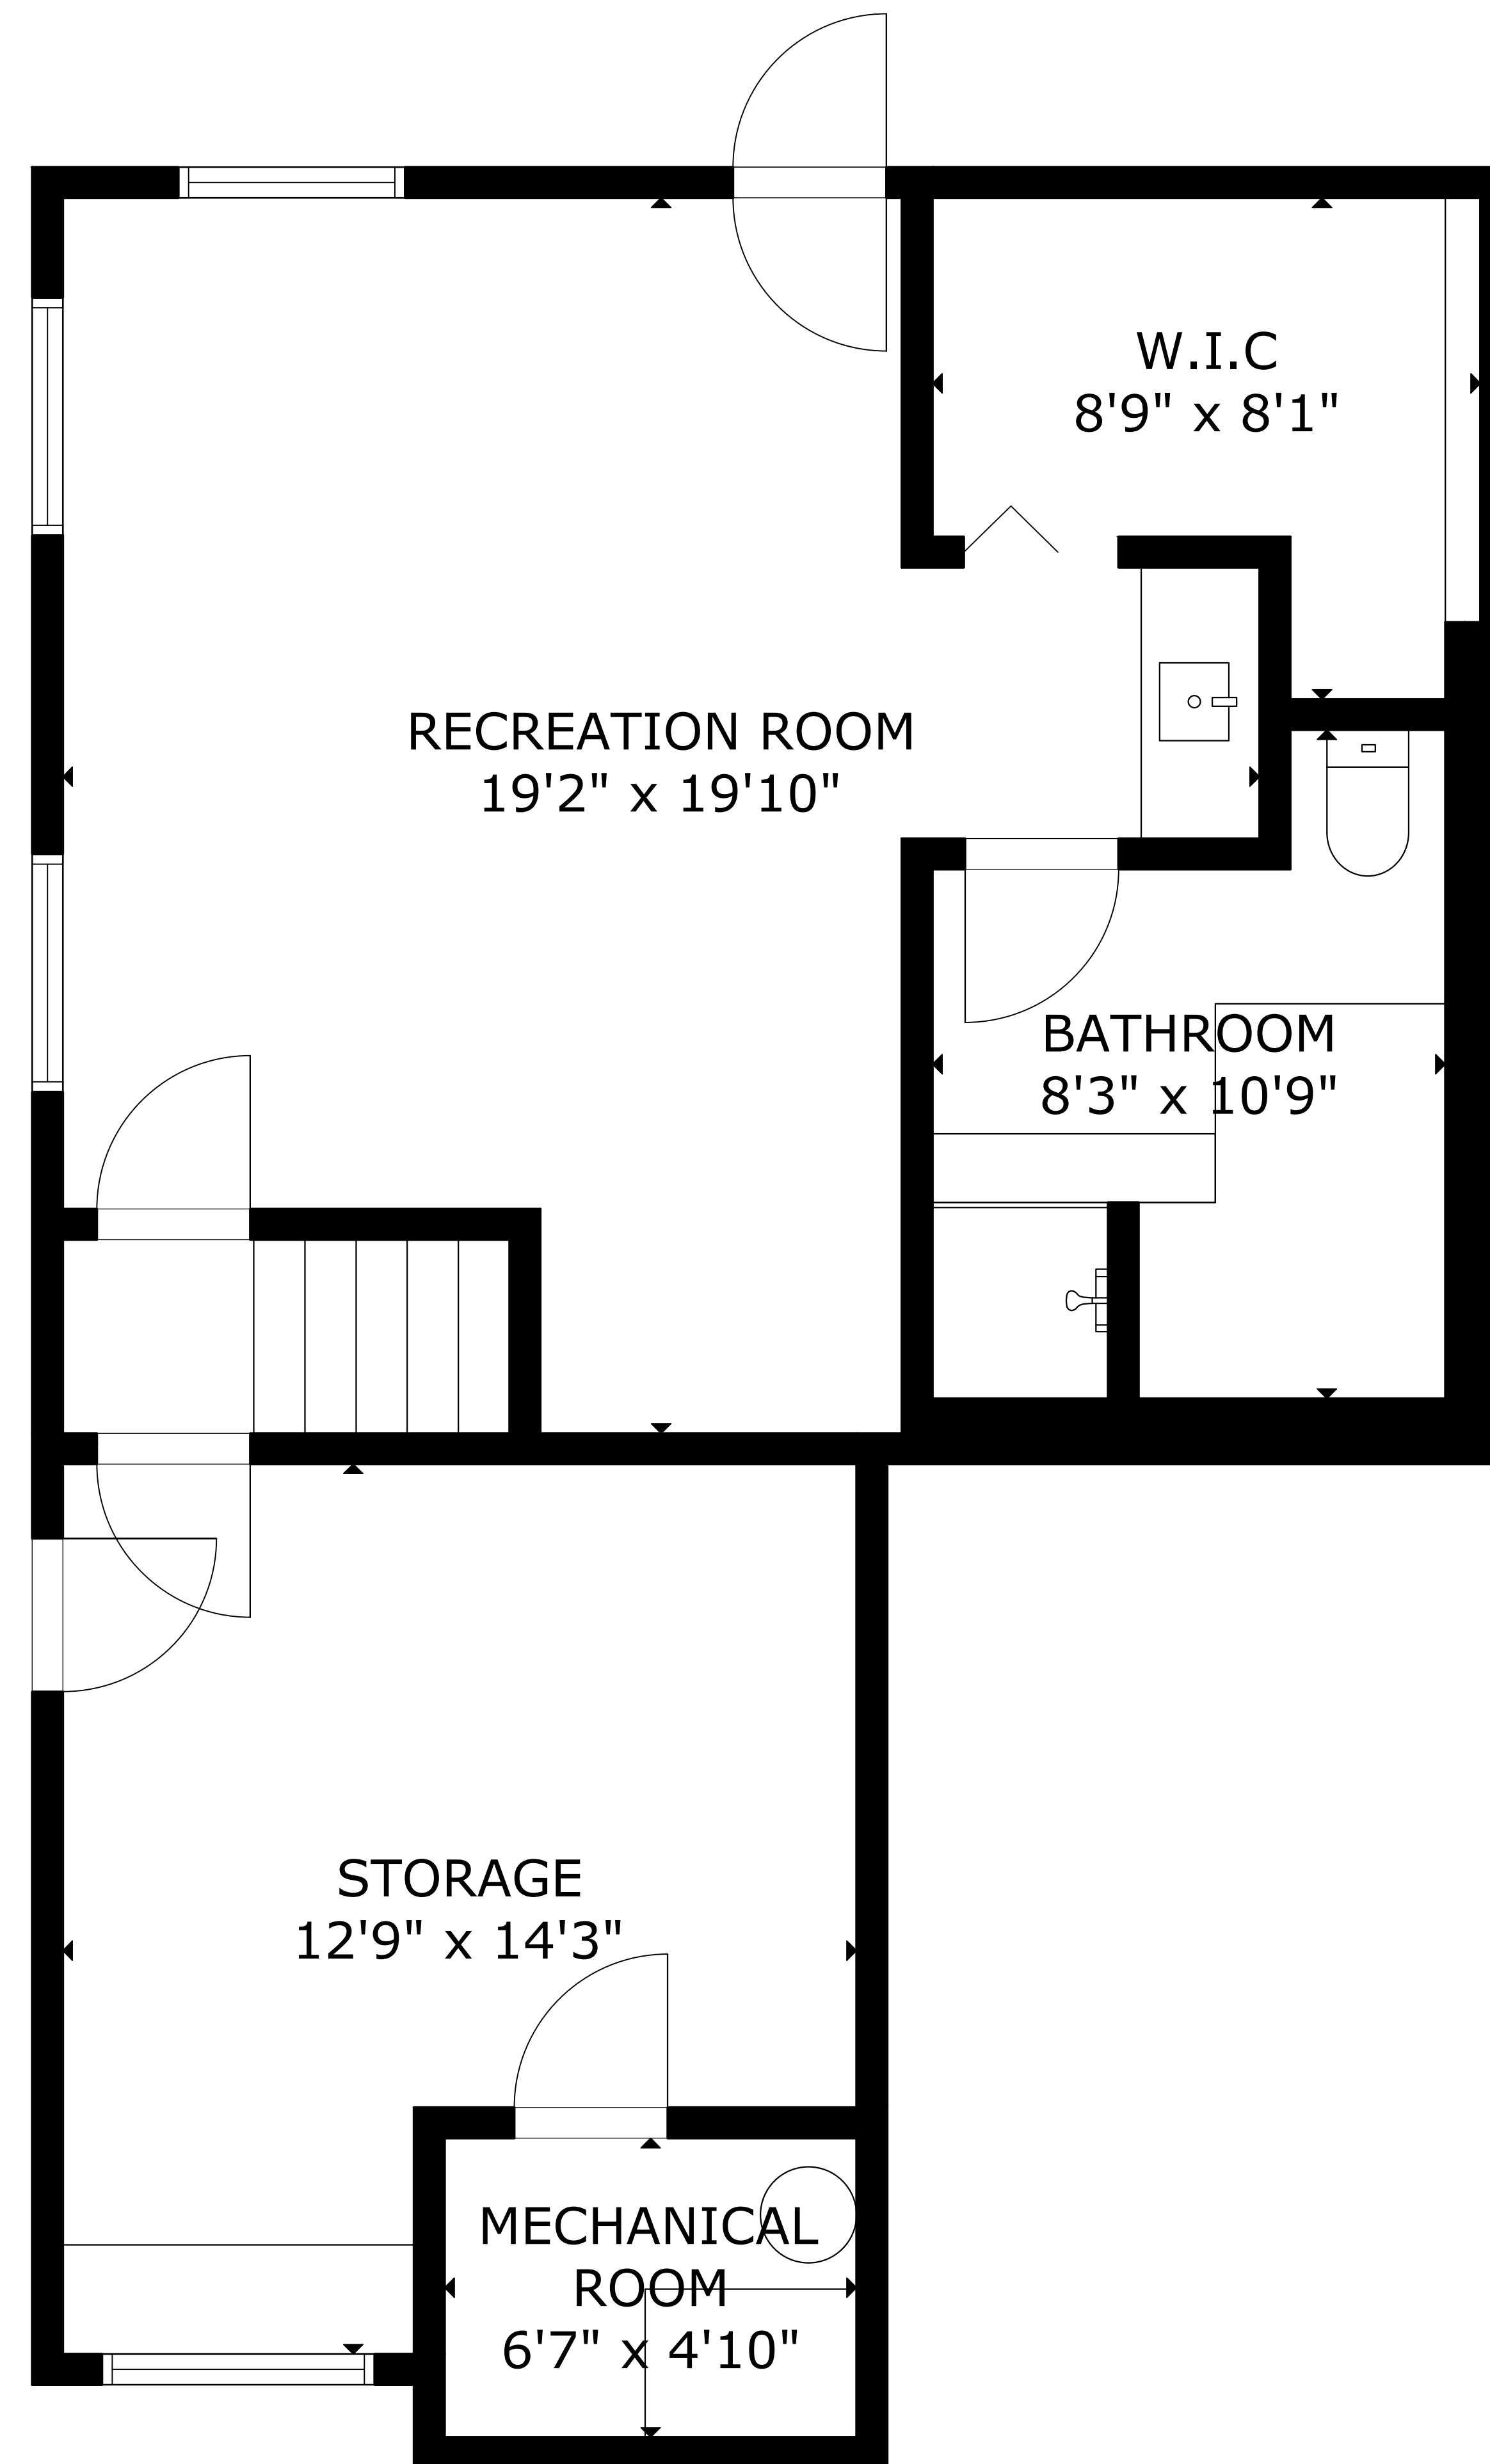 W.I.C
8'9" x 8'1"
RECREATION ROOM
19'2" x 19'10"
BATHROOM
8'3" x 10'9"
STORAGE
12'9" x 14'3"
MECHANICAL
ROOM
6'7" x 4'10"